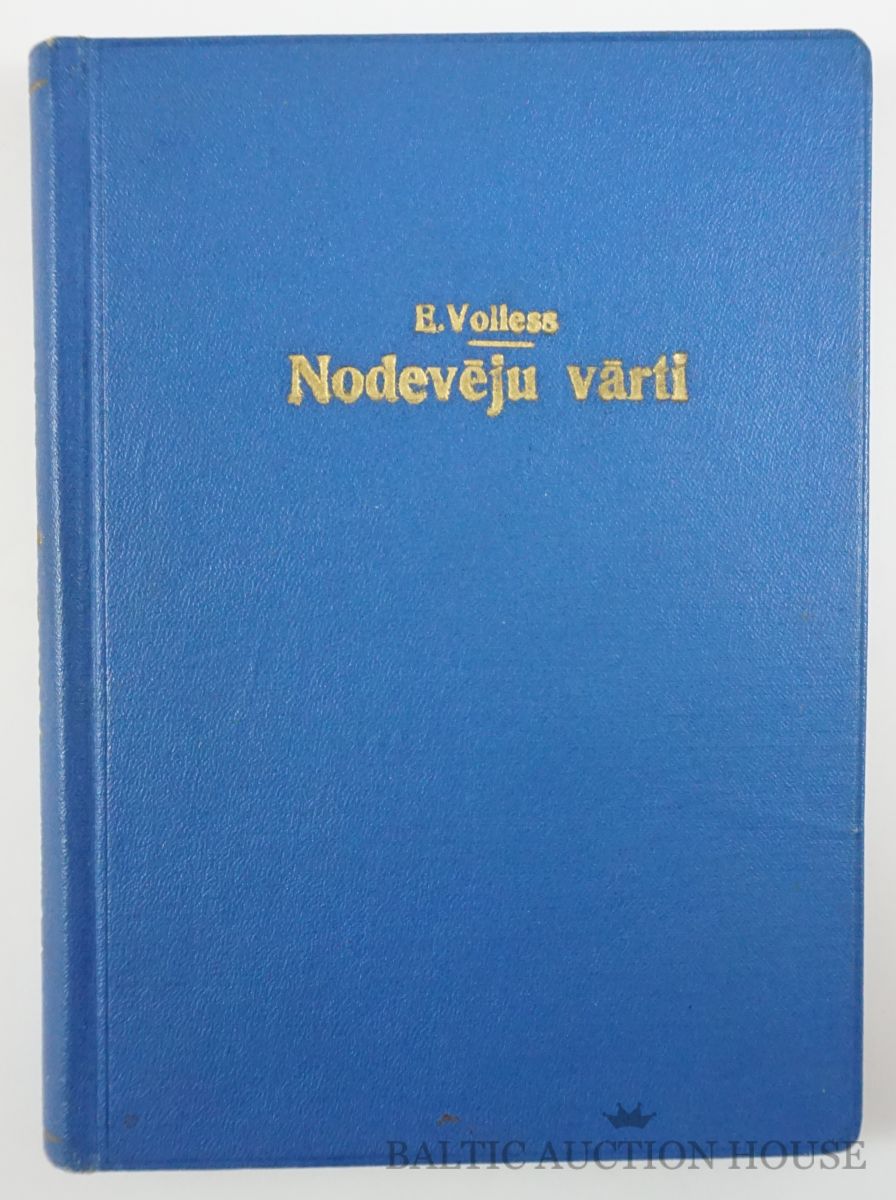 E. Volless
Nodevēju vārti
BALTIC AUCTION HOUSE